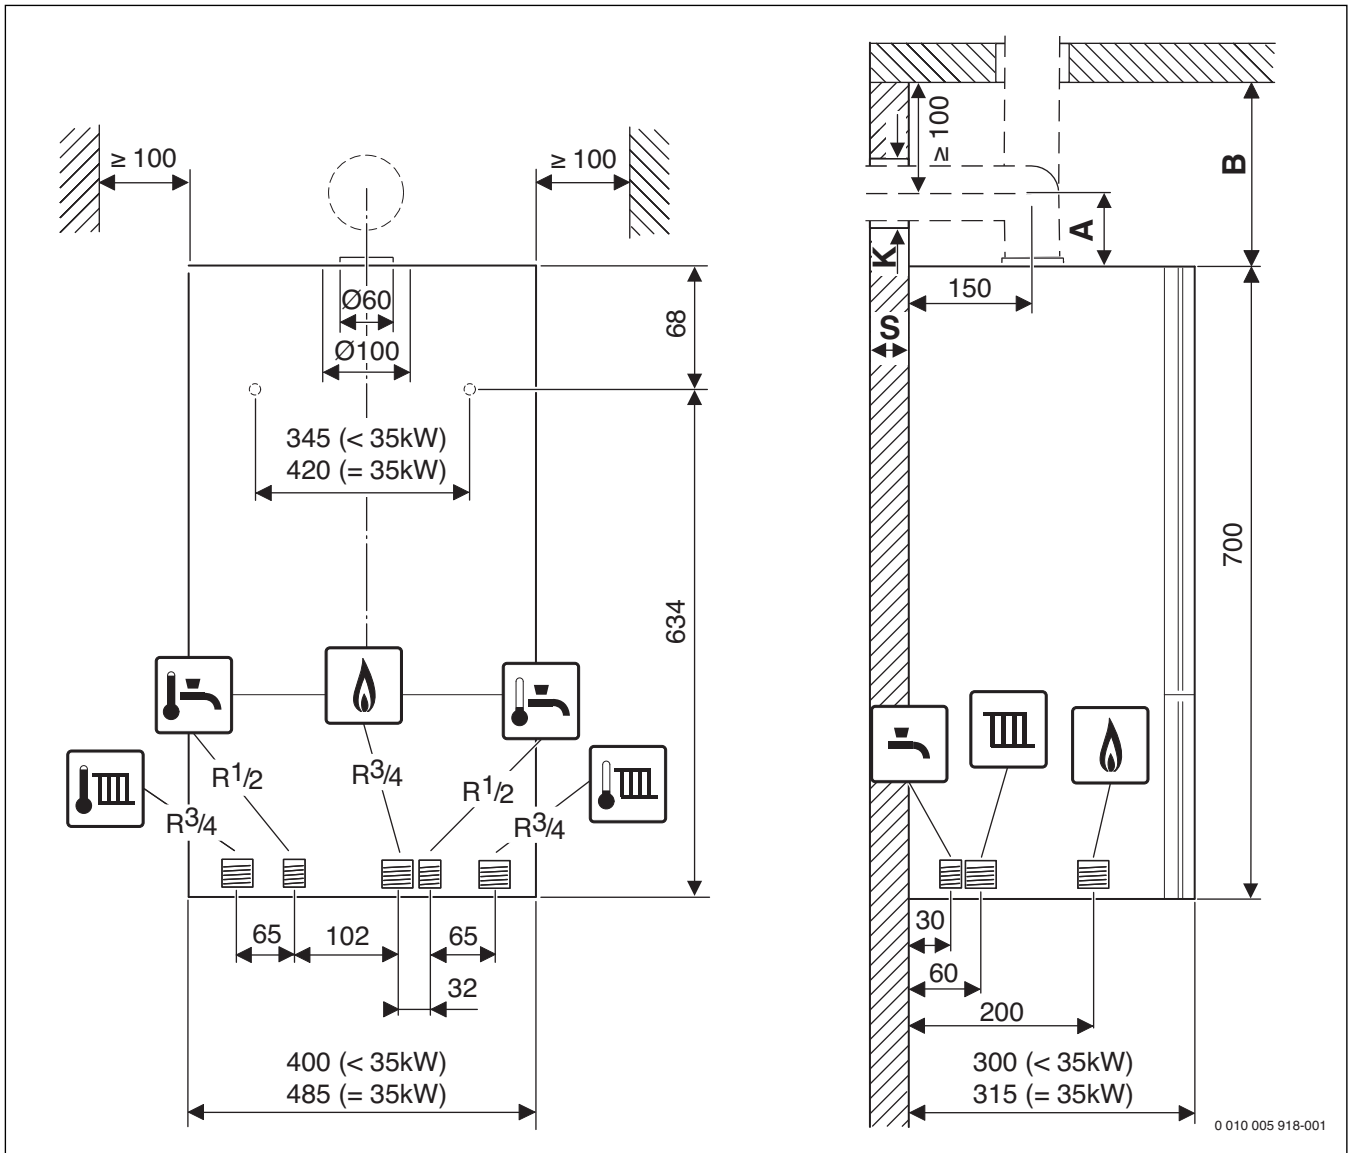 ≥ 100
≥ 100
Ø60
Ø100
68
345 (< 35kW)
420 (= 35kW)
634
R1/2
R3/4
R1/2
R3/4
R3/4
65
102
65
32
400 (< 35kW)
485 (= 35kW)
≥ 100
B
A
K
150
S
700
30
60
200
300 (< 35kW)
315 (= 35kW)
0 010 005 918-001